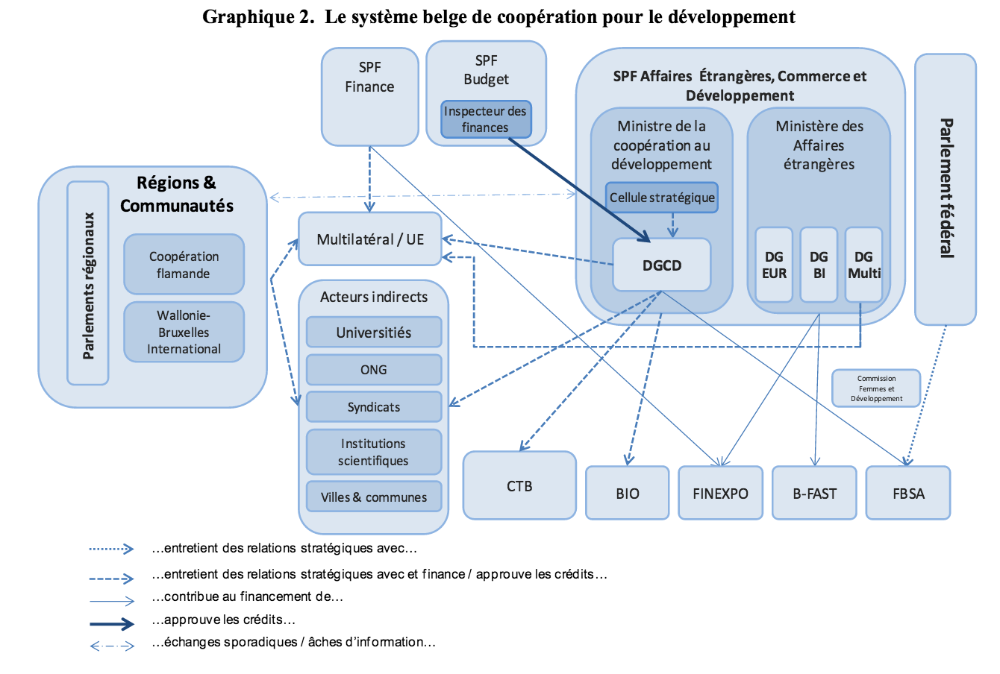 Graphique 2.  Le système belge de coopération pour le développement
SPF
Finance
SPF
Budget
Inspecteur des
finances
SPF Affaires  Étrangères, Commerce et
Développement
Ministre de la
coopération au
développement
Cellule stratégique
DGCD
Ministère des
Affaires
étrangères
DG
EUR
DG
BI
DG
Multi
Parlement fédéral
Régions &
Communautés
Parlements régionaux
Coopération
flamande
Wallonie-
Bruxelles
International
Multilatéral / UE
Acteurs indirects
Universitiés
ONG
Syndicats
Institutions
scientifiques
Villes & communes
Commission
Femmes et
Développement
CTB
BIO
FINEXPO
B-FAST
FBSA
…entretient des relations stratégiques avec…
…entretient des relations stratégiques avec et finance / approuve les crédits…
…contribue au financement de…
…approuve les crédits…
…échanges sporadiques / âches d’information…